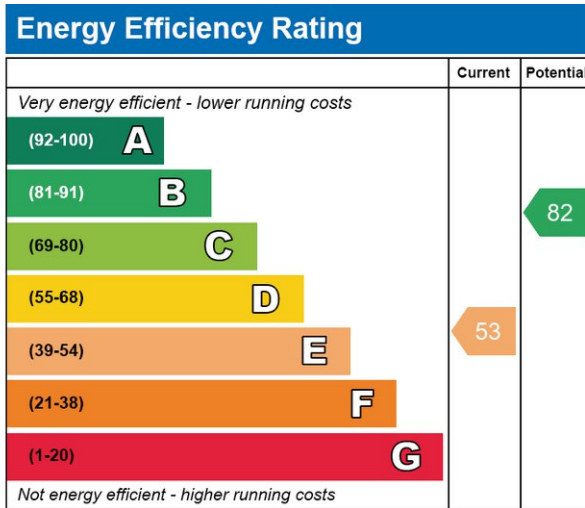 Energy Efficiency Rating
Current Potential
Very energy efficient - lower running costs
(92-100) A
(81-91) B
82
(69-80) C
(55-68) D
(39-54) E
53
(21-38) F
(1-20) G
Not energy efficient - higher running costs